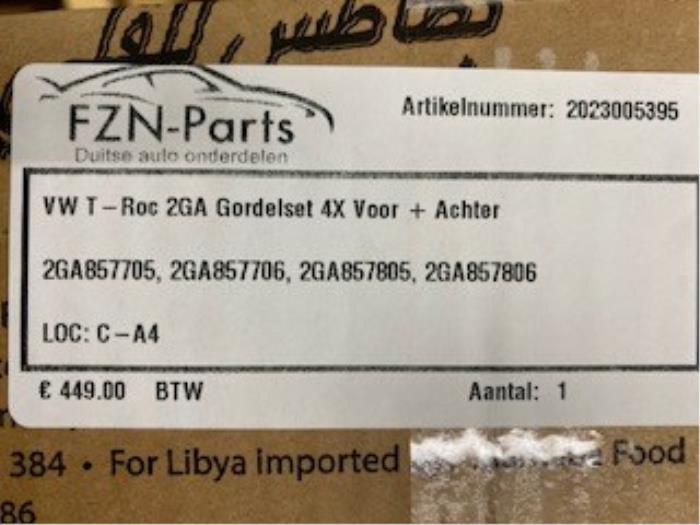 FZN-Parts
Duitse auto onderdelen
Artikelnummer: 2023005395
VW T-Roc 2GA Gordelset 4X Voor + Achter
2GA857705, 2GA857706, 2GA857805, 2GA857806
LOC: C-A4
€ 449.00 BTW
Aantal: 1
384 • For Libya imported
Food
86